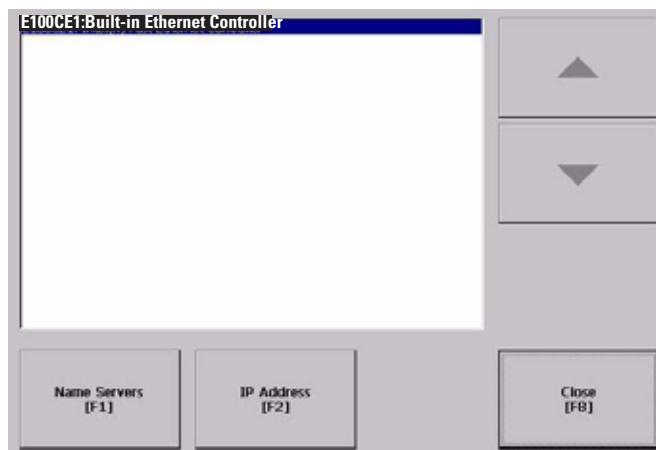 E100CE1:Built-in Ethernet Controller
Name Servers
[F1]
IP Address
[F2]
Close
[F8]